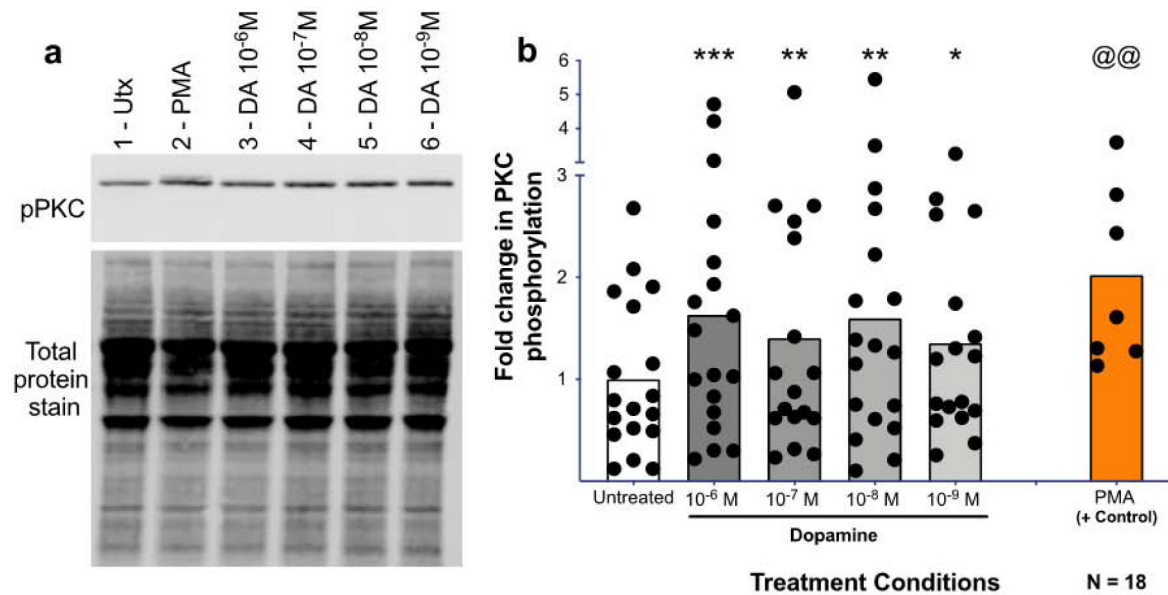 a
1 - Utx
2 - PMA
3 - DA 10⁻⁶M
4 - DA 10⁻⁷M
5 - DA 10⁻⁸M
6 - DA 10⁻⁹M
pPKC
Total
protein
stain
b
*** ** ** * @@
Fold change in PKC
phosphorylation
6
5
4
3
2
1
Untreated 10⁻⁶ M 10⁻⁷ M 10⁻⁸ M 10⁻⁹ M PMA
(+ Control)
Dopamine
Treatment Conditions N = 18